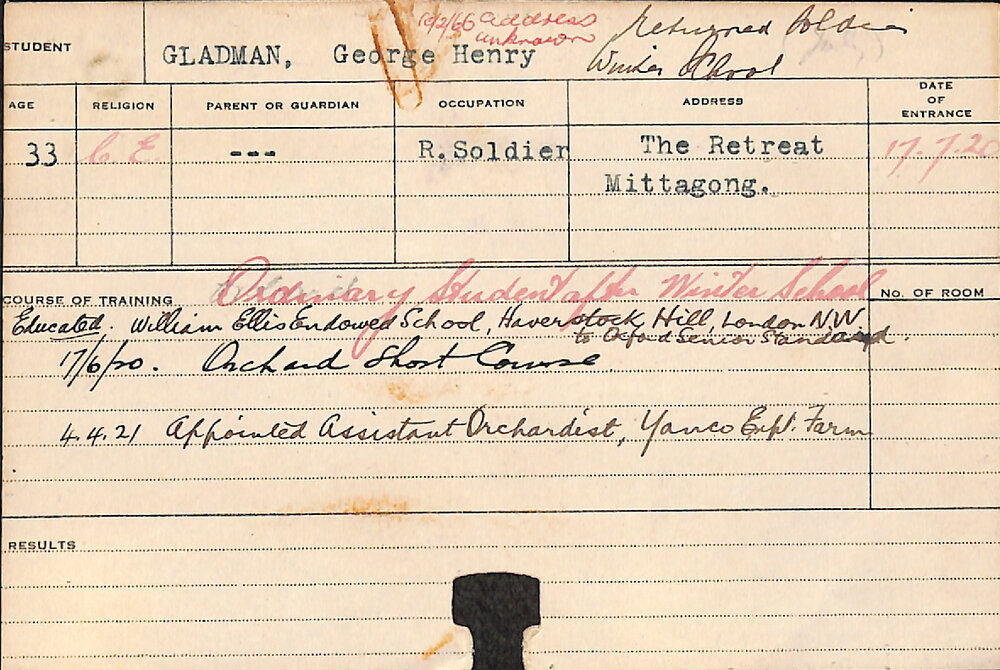 address
unknown
Returned Soldier
Winter School
STUDENT
GLADMAN, George Henry
AGE
RELIGION
PARENT OR GUARDIAN
OCCUPATION
ADDRESS
DATE
OF
ENTRANCE
33
C. E.
---
R. Soldier
The Retreat
Mittagong.
17.7.20
Ordinary Student after Winter School
COURSE OF TRAINING
No. OF ROOM
Educated. William Ellis Endowed School, Haverstock Hill, London NW
to Oxford Senior Standard.
17/6/20. Orchard Short Course
4.4.21 Appointed Assistant Orchardist, Yanco Expt. Farm
RESULTS